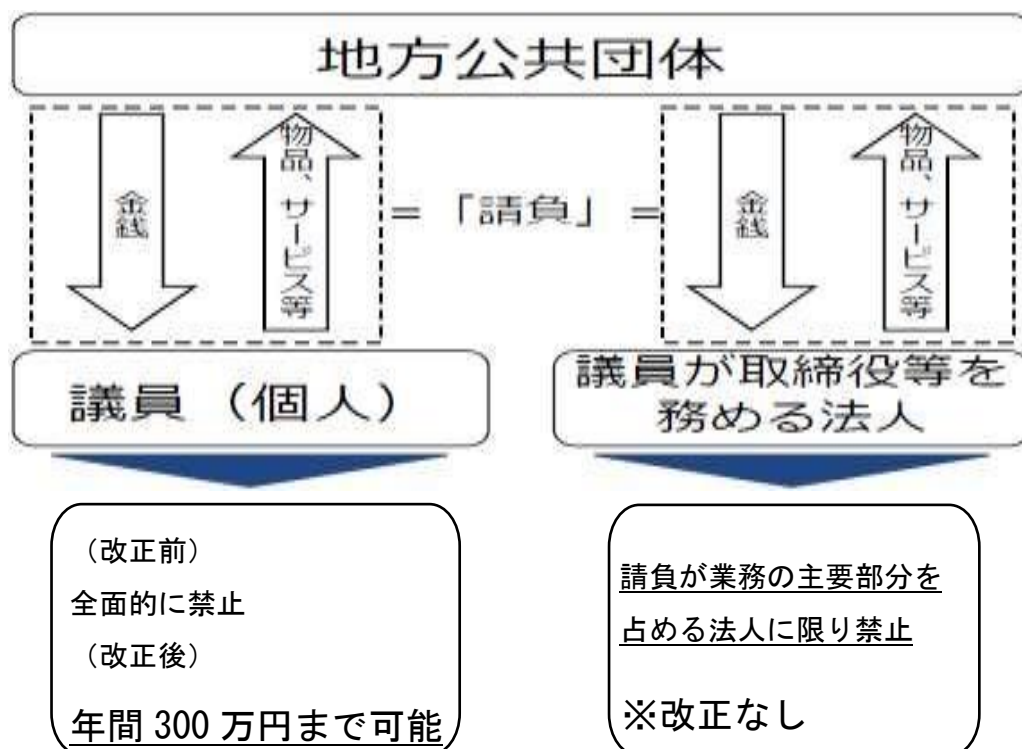 地方公共団体
金銭
物品、サービス等
=「請負」=
金銭
物品、サービス等
議員(個人)
議員が取締役等を
務める法人
(改正前)
全面的に禁止
(改正後)
年間 300 万円まで可能
請負が業務の主要部分を
占める法人に限り禁止
※改正なし